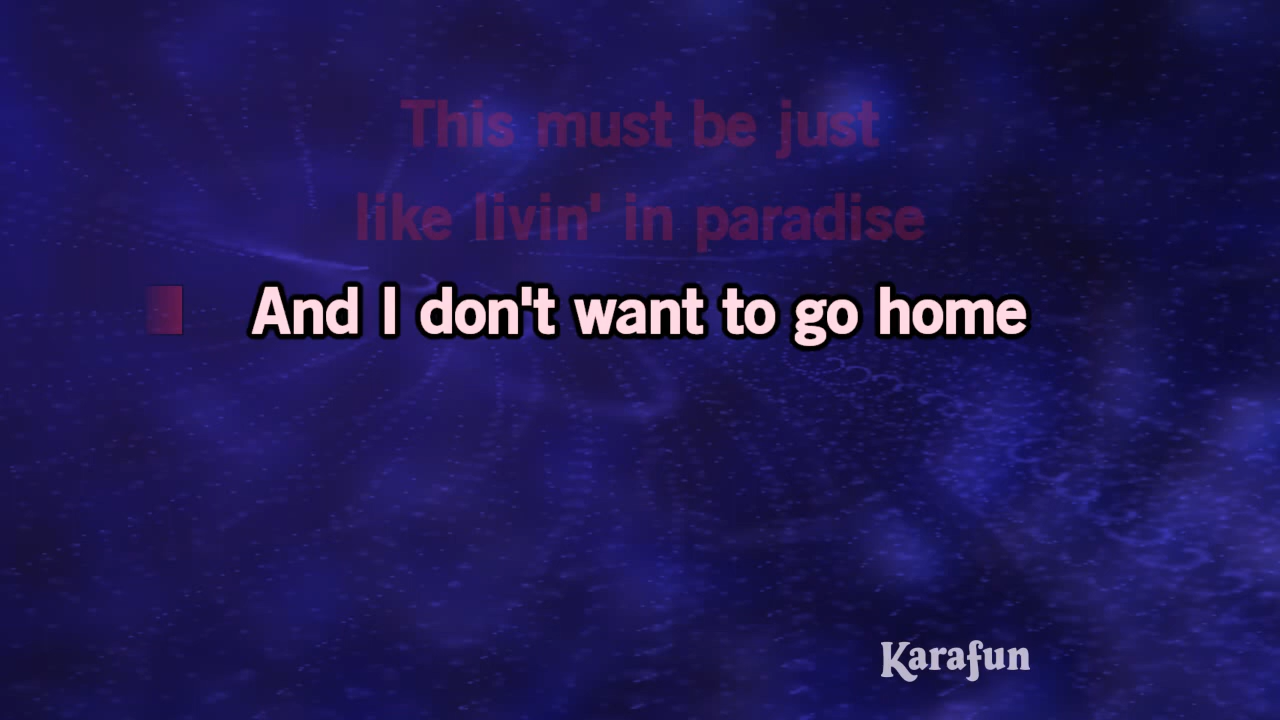 This must be just
like livin' in paradise
And I don't want to go home
Karafun